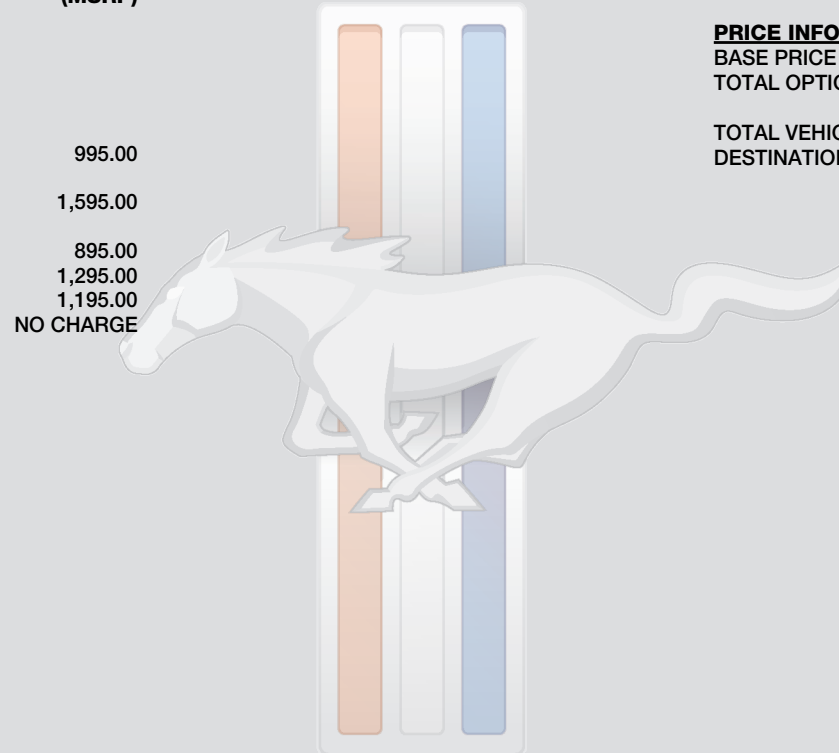 (MSRP)
995.00
1,595.00
895.00
1,295.00
1,195.00
NO CHARGE
PRICE INFO
BASE PRICE
TOTAL OPTIO
TOTAL VEHIC
DESTINATION